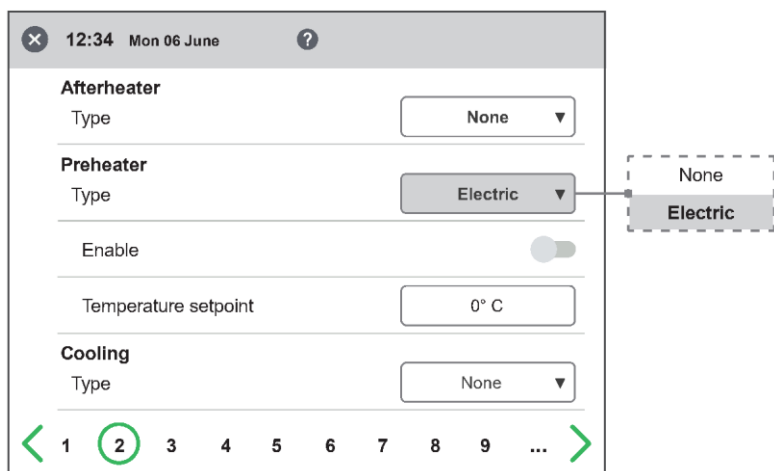 12:34 Mon 06 June ?
Afterheater
Type None
Preheater
Type Electric
None
Electric
Enable
Temperature setpoint 0° C
Cooling
Type None
1 2 3 4 5 6 7 8 9 ...